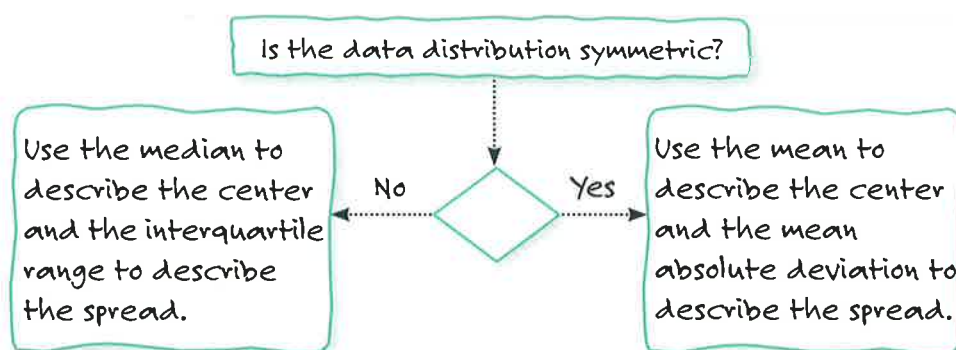 Is the data distribution symmetric?
Use the median to
describe the center
and the interquartile
range to describe
the spread.
No
Yes
Use the mean to
describe the center
and the mean
absolute deviation to
describe the spread.